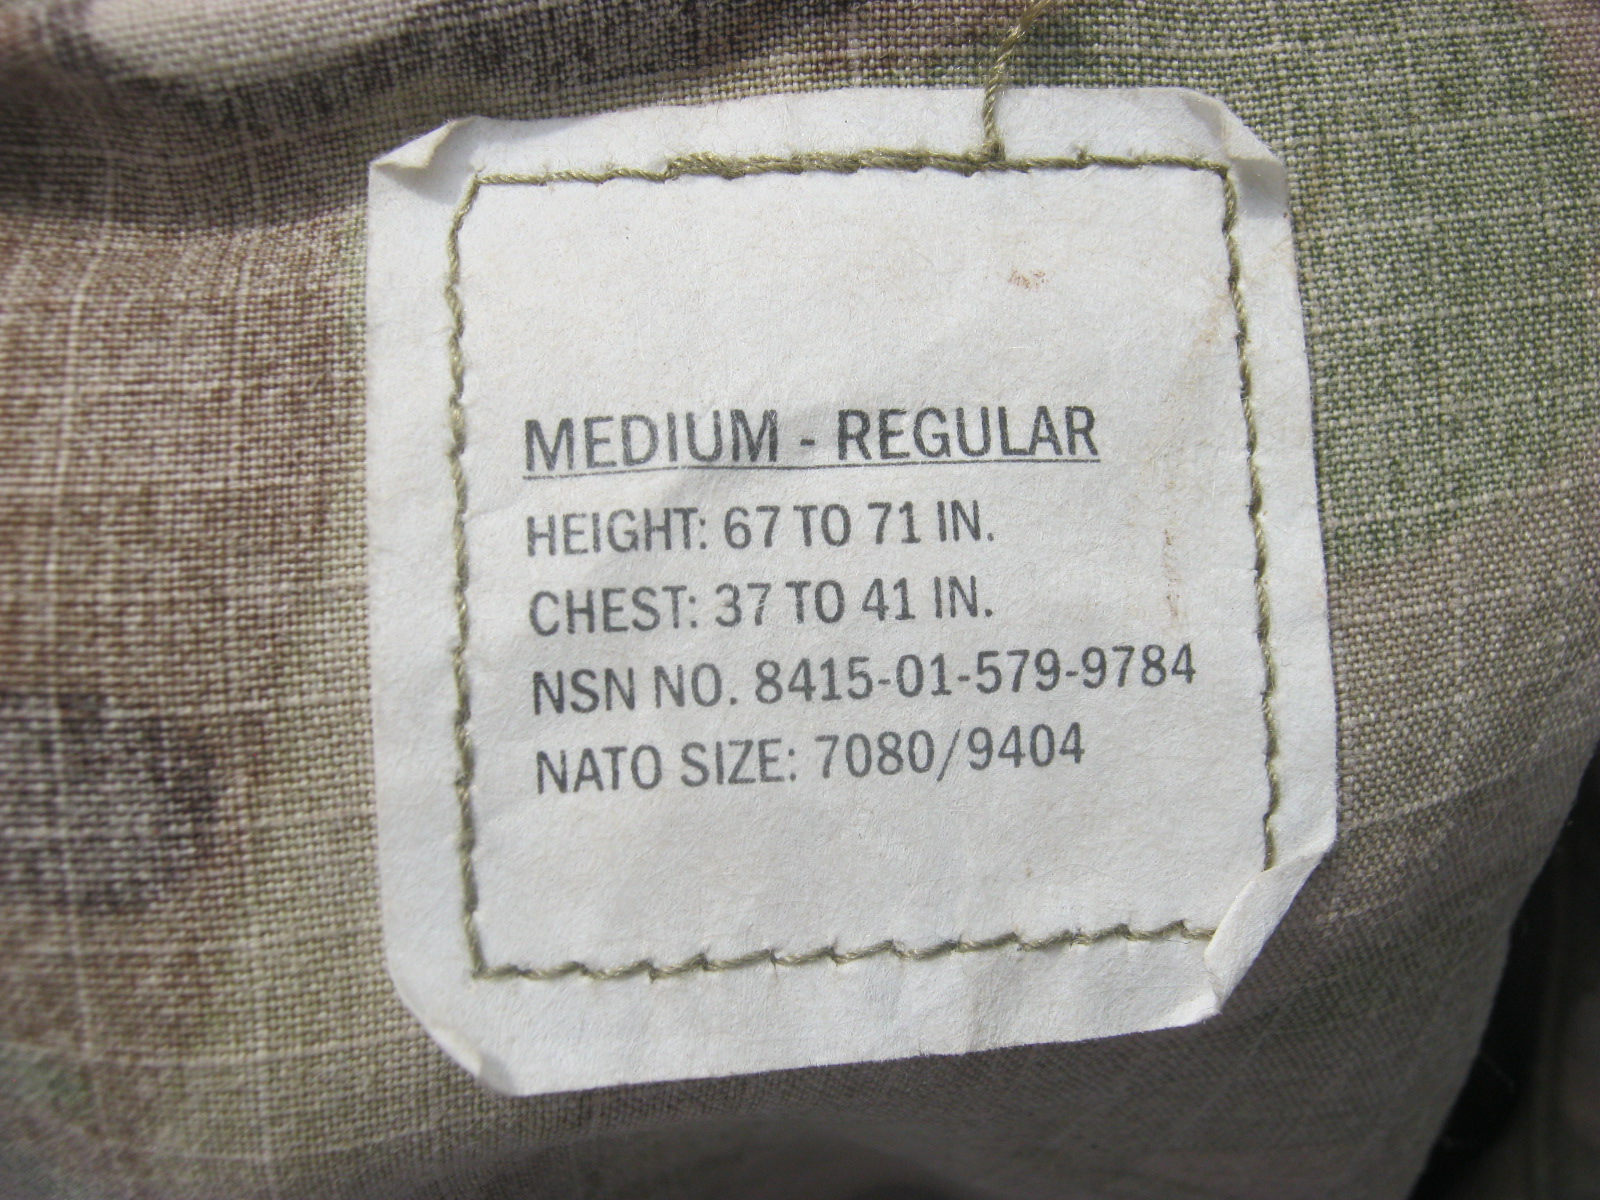 MEDIUM - REGULAR
HEIGHT: 67 TO 71 IN.
CHEST: 37 TO 41 IN.
NSN NO. 8415-01-579-9784
NATO SIZE: 7080/9404